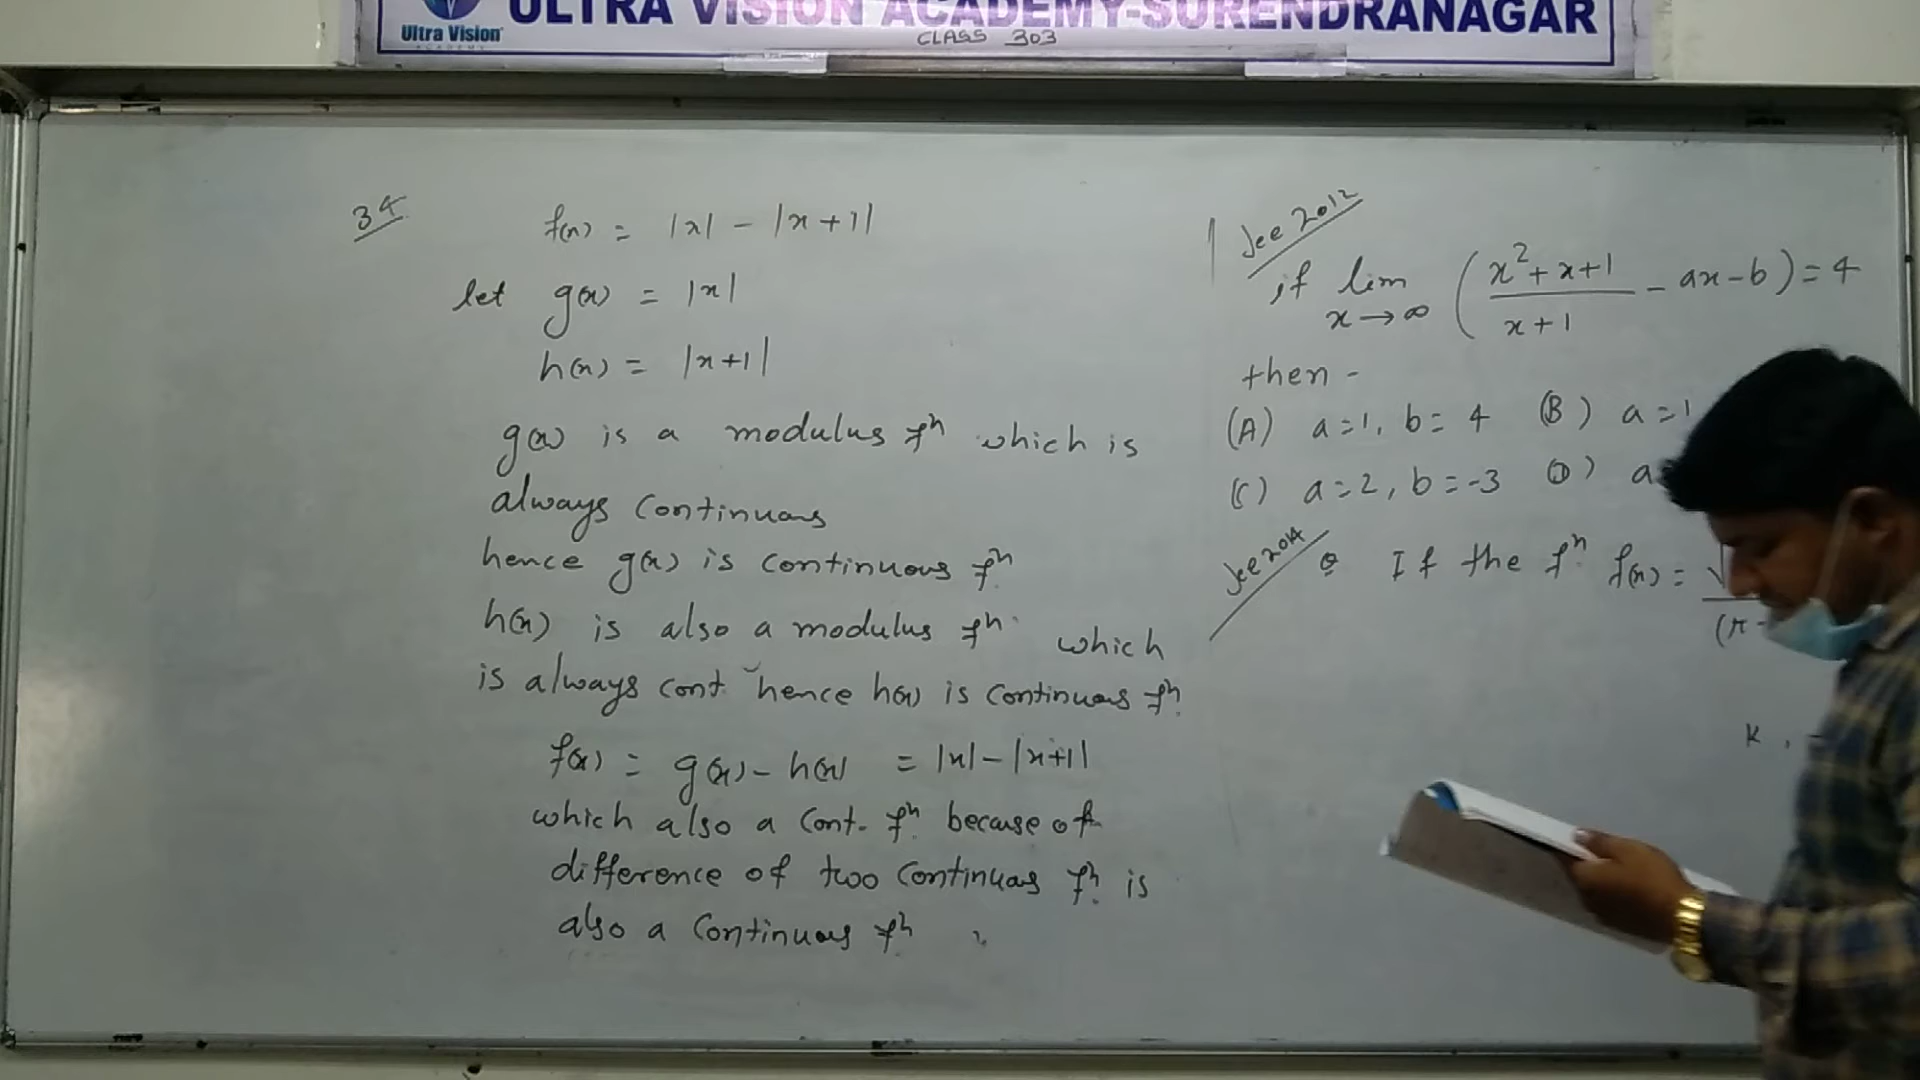 ULTRA VISION ACADEMY-SURENDRANAGAR
Ultra Vision
ACADEMY
CLASS 303
34
f(x) = |x| - |x+1|
let g(x) = |x|
h(x) = |x+1|
g(x) is a modulus fn which is
always continuous
hence g(x) is continuous fn.
h(x) is also a modulus fn. which
is always cont. hence h(x) is continuous fn.
f(x) = g(x) - h(x) = |x| - |x+1|
which also a cont. fn. because of
difference of two continuous fn. is
also a continuous fn
Jee 2012
if lim x→∞ (x²+x+1 / x+1 - ax-b) = 4
then -
(A) a=1, b=4 (B) a=1
(C) a=2, b=-3 (D) a
Jee 2014
Q If the fn f(x) = √
(π-
K,